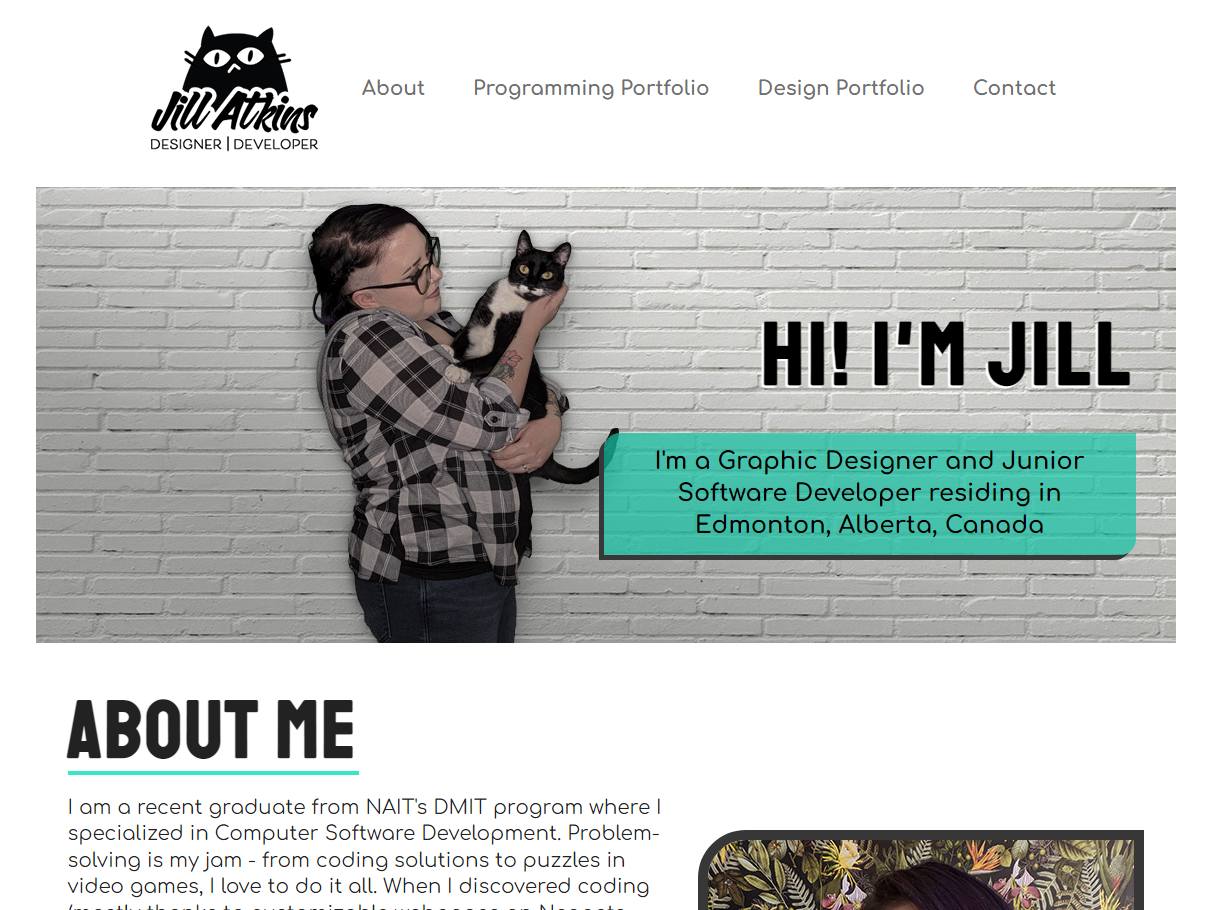 Jill Atkins
DESIGNER | DEVELOPER
About
Programming Portfolio
Design Portfolio
Contact
HI! I'M JILL
I'm a Graphic Designer and Junior
Software Developer residing in
Edmonton, Alberta, Canada
ABOUT ME
I am a recent graduate from NAIT's DMIT program where I
specialized in Computer Software Development. Problem-
solving is my jam - from coding solutions to puzzles in
video games, I love to do it all. When I discovered coding